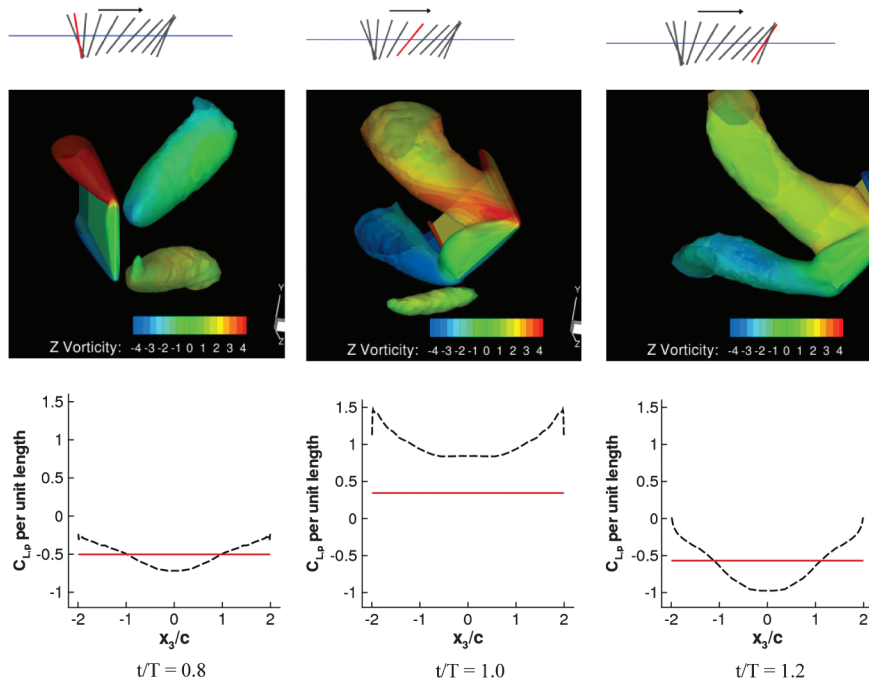 Y
Z
Z Vorticity: -4 -3 -2 -1 0 1 2 3 4
Y
Z
Z Vorticity: -4 -3 -2 -1 0 1 2 3 4
Z Vorticity: -4 -3 -2 -1 0 1 2 3 4
C_L,p per unit length
1.5
1
0.5
0
-0.5
-1
-2 -1 0 1 2
x_3/c
t/T = 0.8
C_L,p per unit length
1.5
1
0.5
0
-0.5
-1
-2 -1 0 1 2
x_3/c
t/T = 1.0
C_L,p per unit length
1.5
1
0.5
0
-0.5
-1
-2 -1 0 1 2
x_3/c
t/T = 1.2